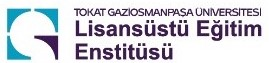 TOKAT GAZİOSMANPAŞA ÜNİVERSİTESİ
Lisansüstü Eğitim
Enstitüsü